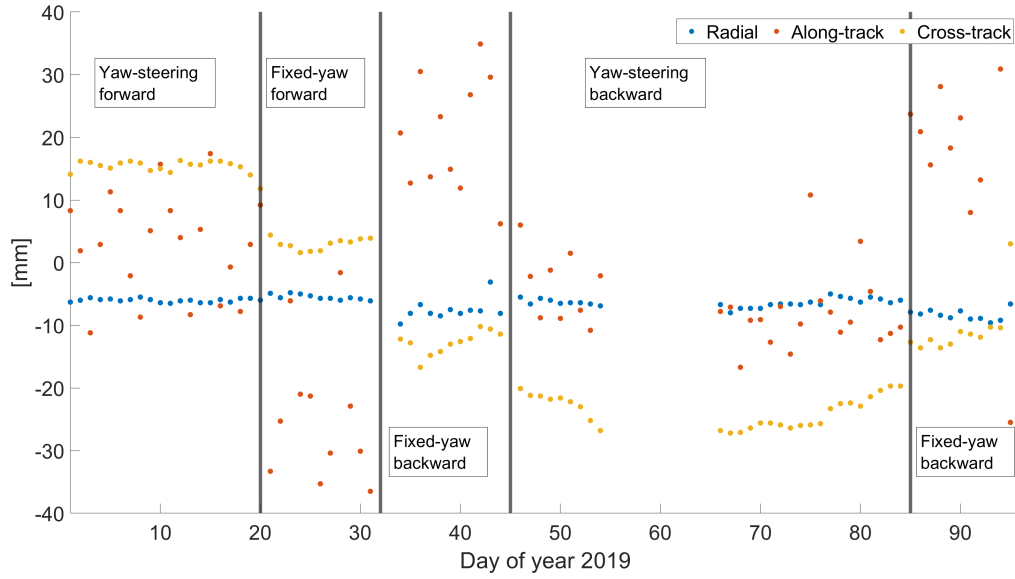 40
30
20
10
0
-10
-20
-30
-40
[mm]
Radial Along-track Cross-track
Yaw-steering
forward
Fixed-yaw
forward
Yaw-steering
backward
Fixed-yaw
backward
Fixed-yaw
backward
10 20 30 40 50 60 70 80 90
Day of year 2019